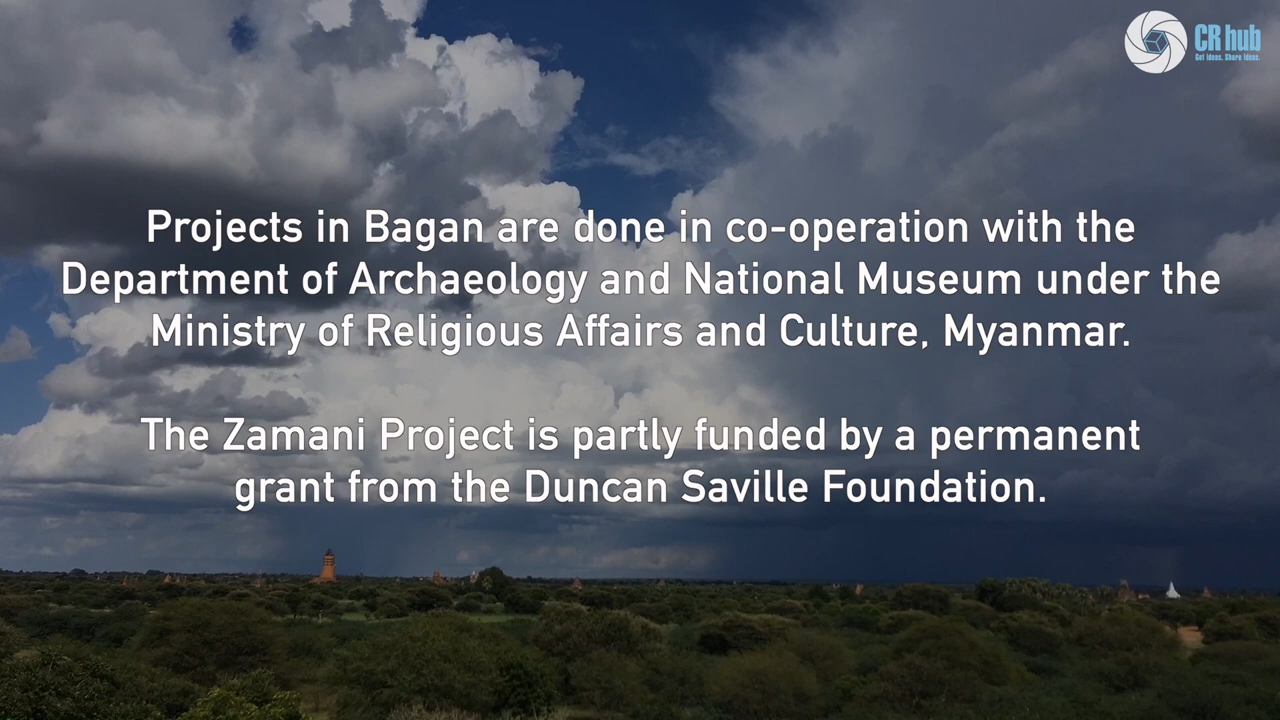 CR hub
Get ideas. Share ideas.
Projects in Bagan are done in co-operation with the
Department of Archaeology and National Museum under the
Ministry of Religious Affairs and Culture, Myanmar.
The Zamani Project is partly funded by a permanent
grant from the Duncan Saville Foundation.